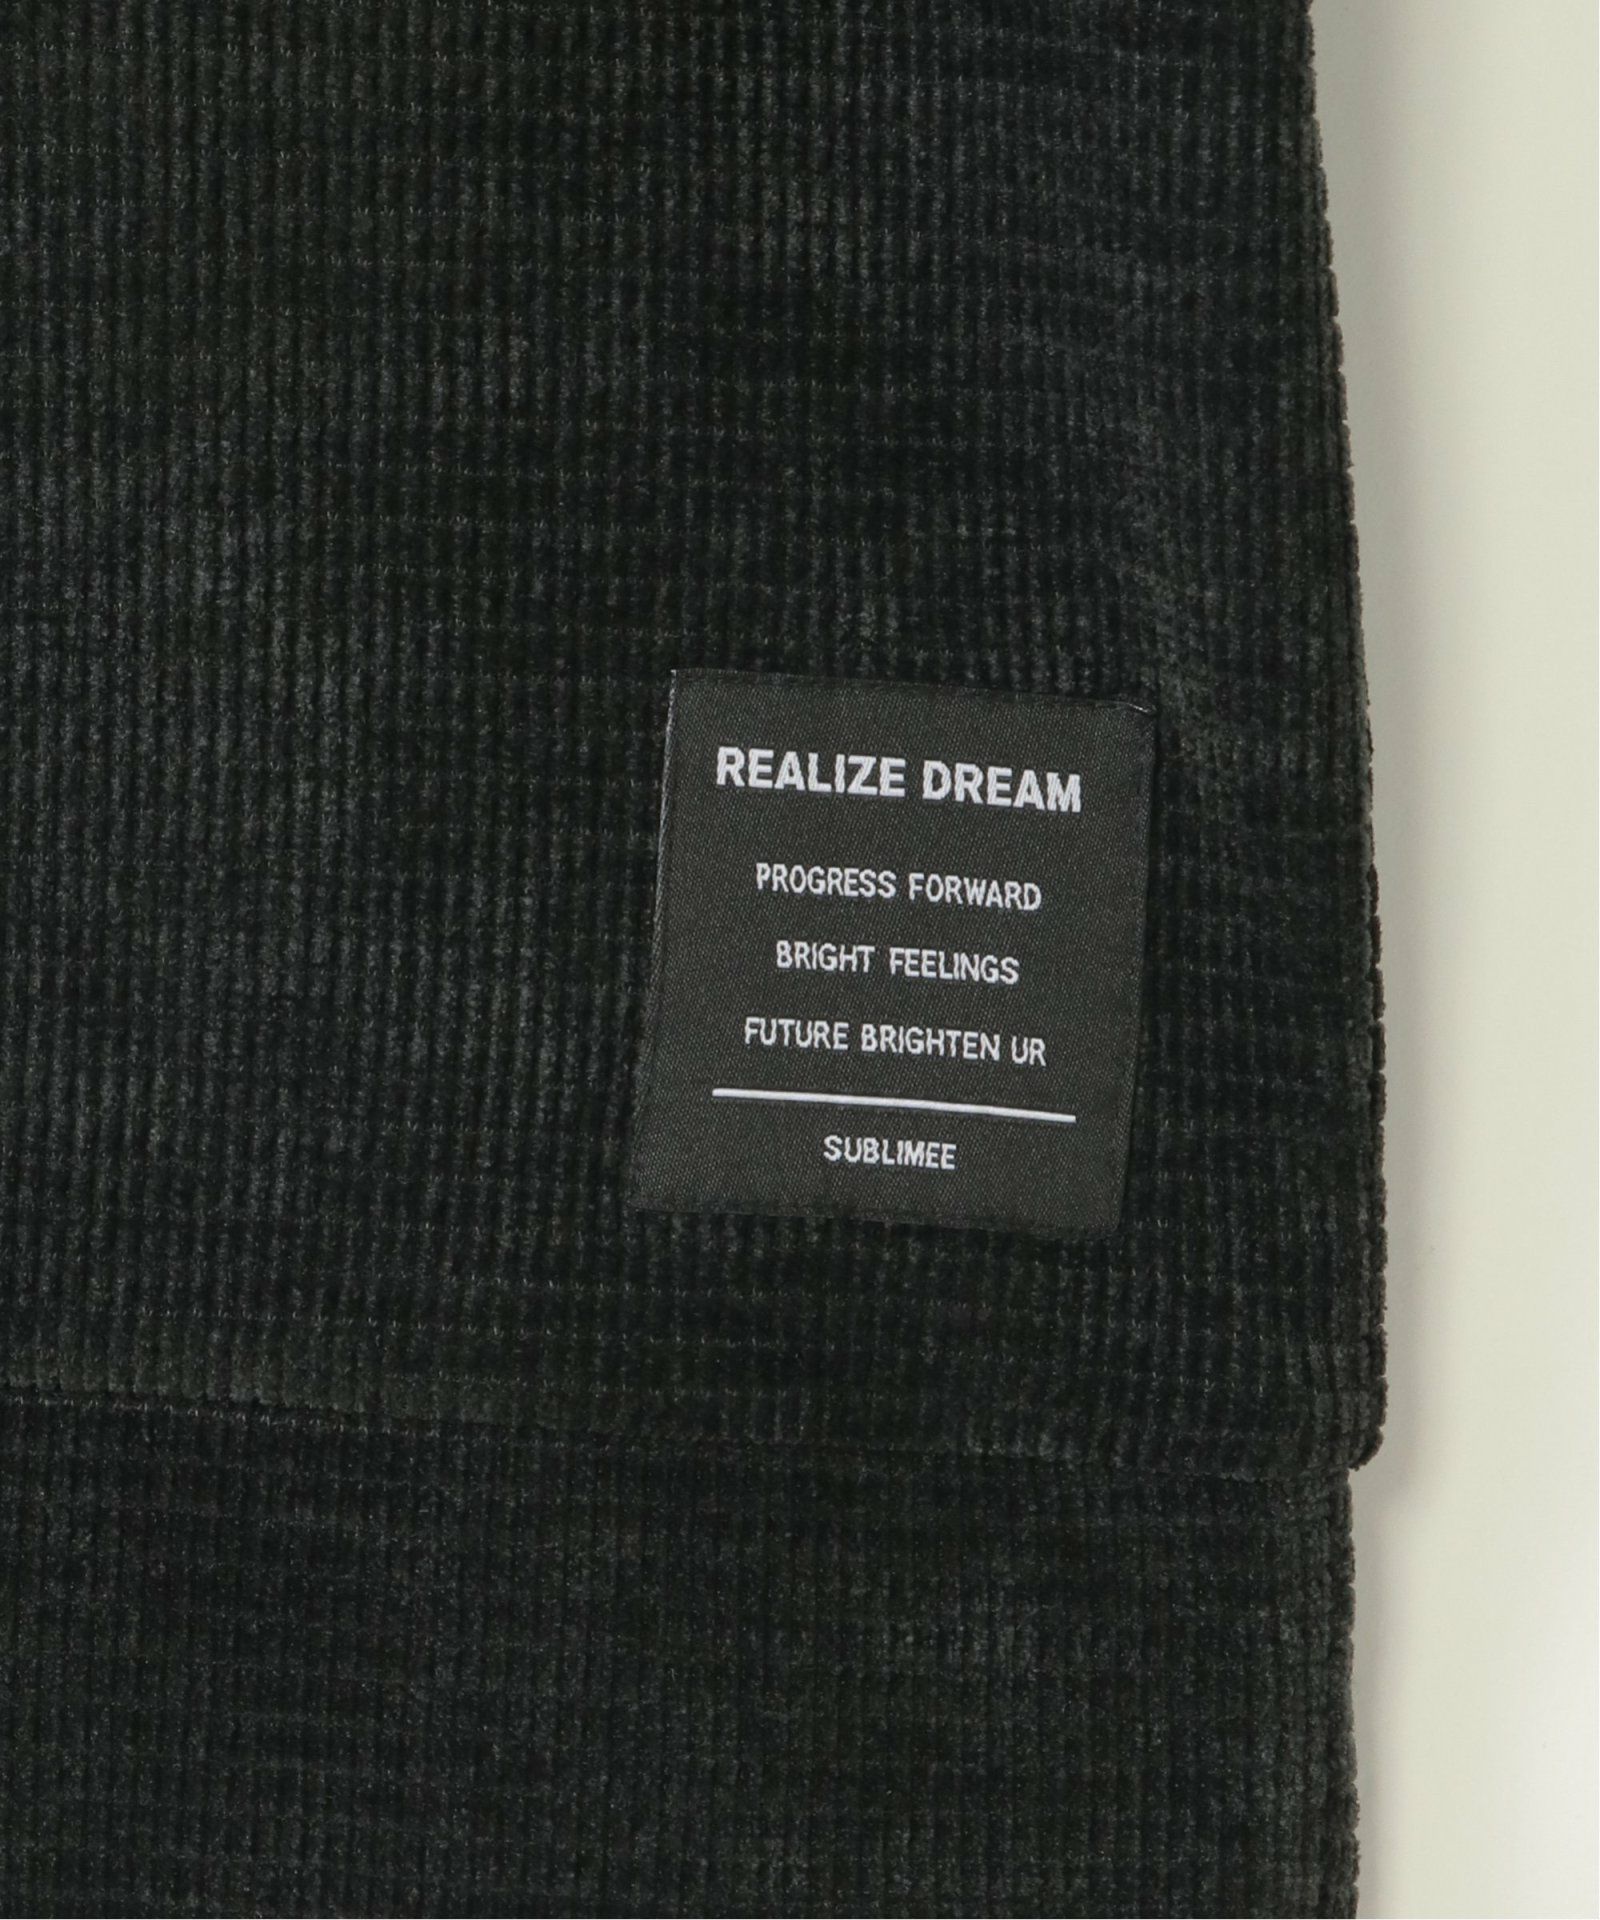 REALIZE DREAM
PROGRESS FORWARD
BRIGHT FEELINGS
FUTURE BRIGHTEN UR
SUBLIMEE